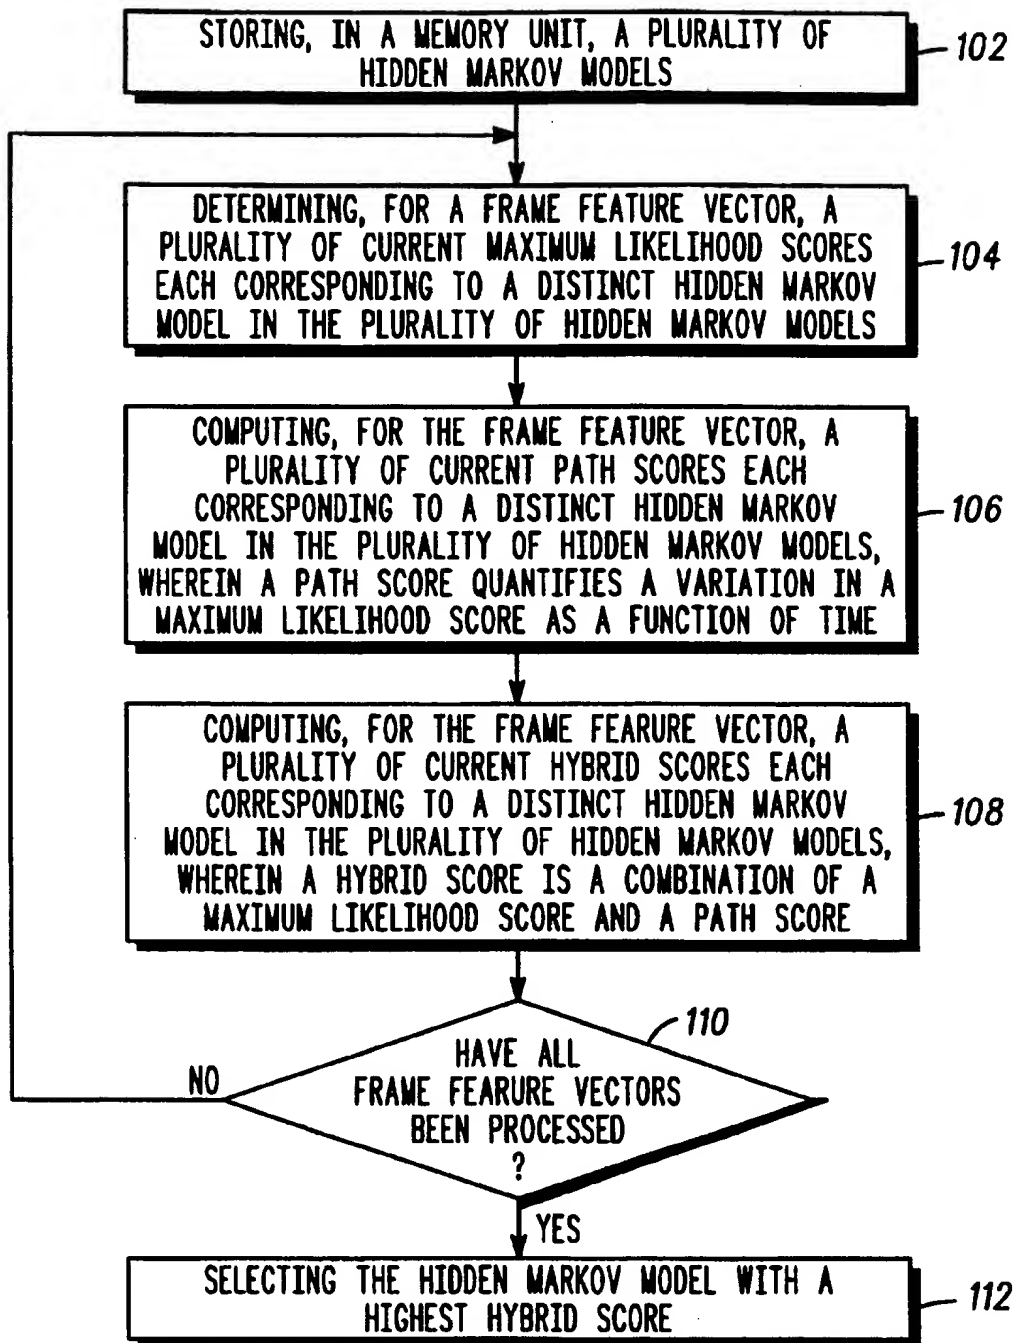 STORING, IN A MEMORY UNIT, A PLURALITY OF
HIDDEN MARKOV MODELS
102
DETERMINING, FOR A FRAME FEATURE VECTOR, A
PLURALITY OF CURRENT MAXIMUM LIKELIHOOD SCORES
EACH CORRESPONDING TO A DISTINCT HIDDEN MARKOV
MODEL IN THE PLURALITY OF HIDDEN MARKOV MODELS
104
COMPUTING, FOR THE FRAME FEATURE VECTOR, A
PLURALITY OF CURRENT PATH SCORES EACH
CORRESPONDING TO A DISTINCT HIDDEN MARKOV
MODEL IN THE PLURALITY OF HIDDEN MARKOV MODELS,
WHEREIN A PATH SCORE QUANTIFIES A VARIATION IN A
MAXIMUM LIKELIHOOD SCORE AS A FUNCTION OF TIME
106
COMPUTING, FOR THE FRAME FEARURE VECTOR, A
PLURALITY OF CURRENT HYBRID SCORES EACH
CORRESPONDING TO A DISTINCT HIDDEN MARKOV
MODEL IN THE PLURALITY OF HIDDEN MARKOV MODELS,
WHEREIN A HYBRID SCORE IS A COMBINATION OF A
MAXIMUM LIKELIHOOD SCORE AND A PATH SCORE
108
110
HAVE ALL
FRAME FEARURE VECTORS
BEEN PROCESSED
?
NO
YES
SELECTING THE HIDDEN MARKOV MODEL WITH A
HIGHEST HYBRID SCORE
112